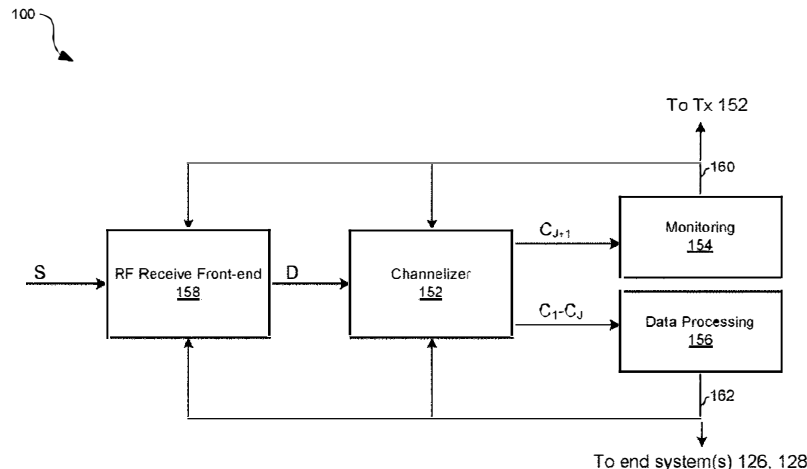 100
To Tx 152
160
S
RF Receive Front-end
158
D
Channelizer
152
CJ+1
Monitoring
154
C1-CJ
Data Processing
156
162
To end system(s) 126, 128